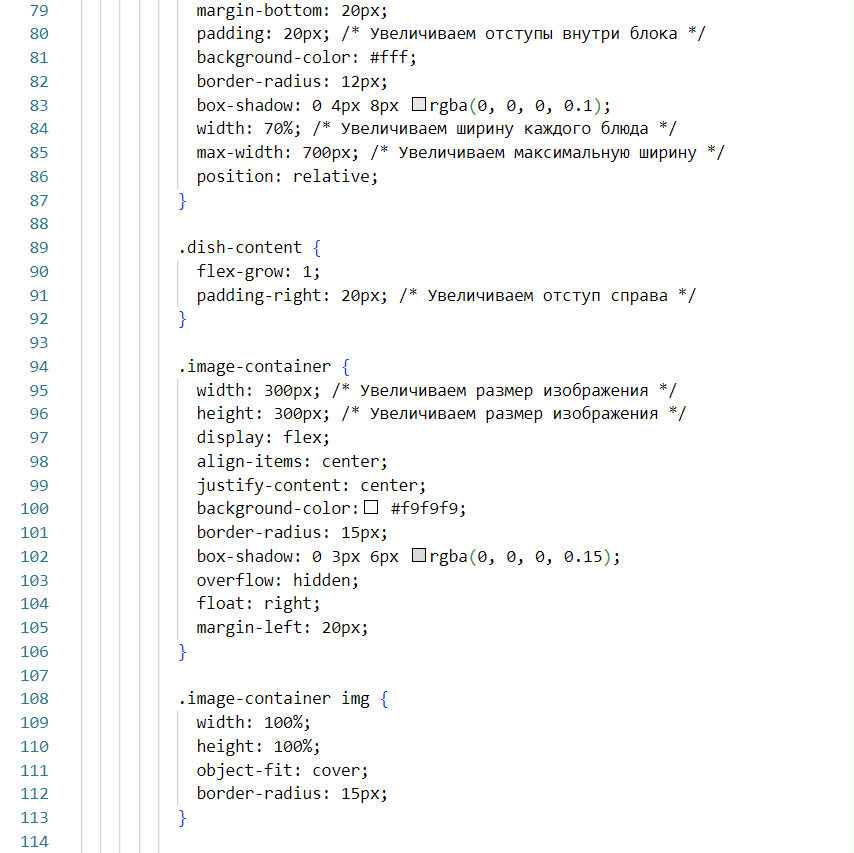 79 margin-bottom: 20px;
80 padding: 20px; /* Увеличиваем отступы внутри блока */
81 background-color: #fff;
82 border-radius: 12px;
83 box-shadow: 0 4px 8px rgba(0, 0, 0, 0.1);
84 width: 70%; /* Увеличиваем ширину каждого блюда */
85 max-width: 700px; /* Увеличиваем максимальную ширину */
86 position: relative;
87 }
88
89 .dish-content {
90 flex-grow: 1;
91 padding-right: 20px; /* Увеличиваем отступ справа */
92 }
93
94 .image-container {
95 width: 300px; /* Увеличиваем размер изображения */
96 height: 300px; /* Увеличиваем размер изображения */
97 display: flex;
98 align-items: center;
99 justify-content: center;
100 background-color: #f9f9f9;
101 border-radius: 15px;
102 box-shadow: 0 3px 6px rgba(0, 0, 0, 0.15);
103 overflow: hidden;
104 float: right;
105 margin-left: 20px;
106 }
107
108 .image-container img {
109 width: 100%;
110 height: 100%;
111 object-fit: cover;
112 border-radius: 15px;
113 }
114